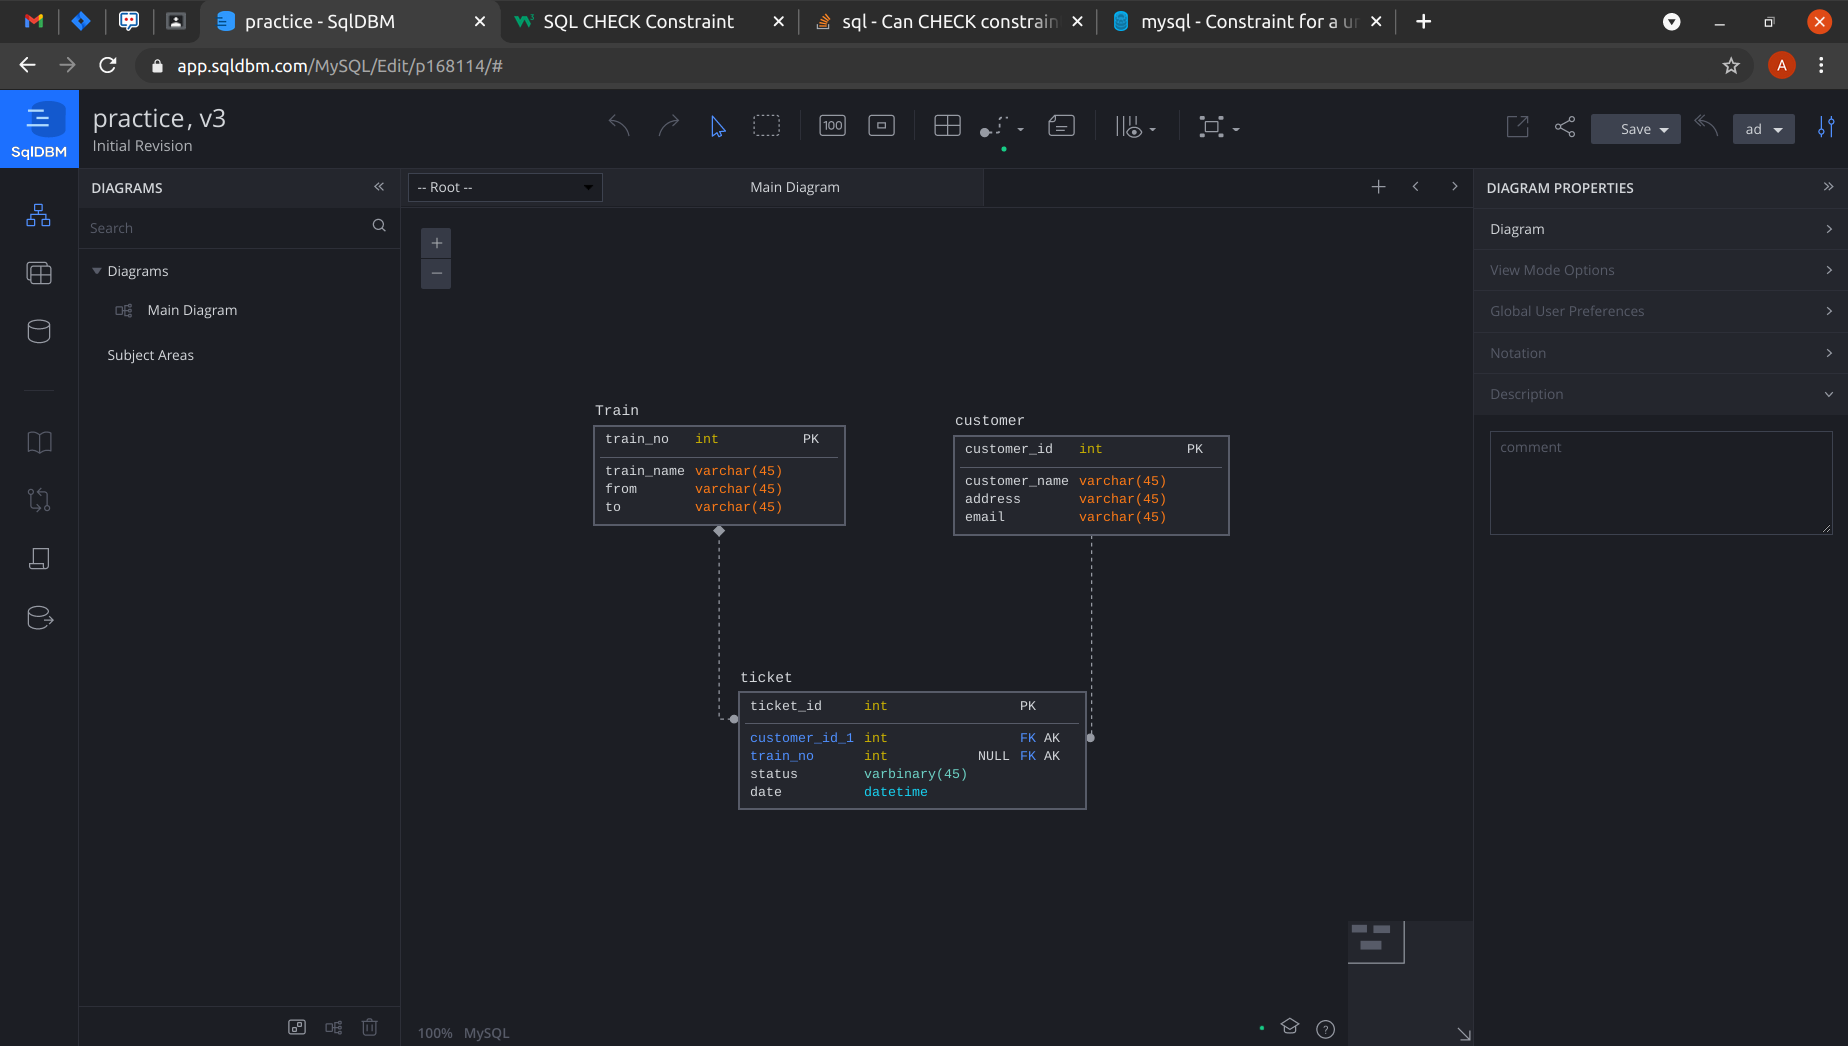 practice - SqlDBM
SQL CHECK Constraint
sql - Can CHECK constrain
mysql - Constraint for a u
app.sqldbm.com/MySQL/Edit/p168114/#
A
SqlDBM
practice, v3
Initial Revision
100
Save
ad
DIAGRAMS
Search
Diagrams
Main Diagram
Subject Areas
-- Root --
Main Diagram
Train
train_no int PK
train_name varchar(45)
from varchar(45)
to varchar(45)
customer
customer_id int PK
customer_name varchar(45)
address varchar(45)
email varchar(45)
ticket
ticket_id int PK
customer_id_1 int FK AK
train_no int NULL FK AK
status varbinary(45)
date datetime
100% MySQL
DIAGRAM PROPERTIES
Diagram
View Mode Options
Global User Preferences
Notation
Description
comment